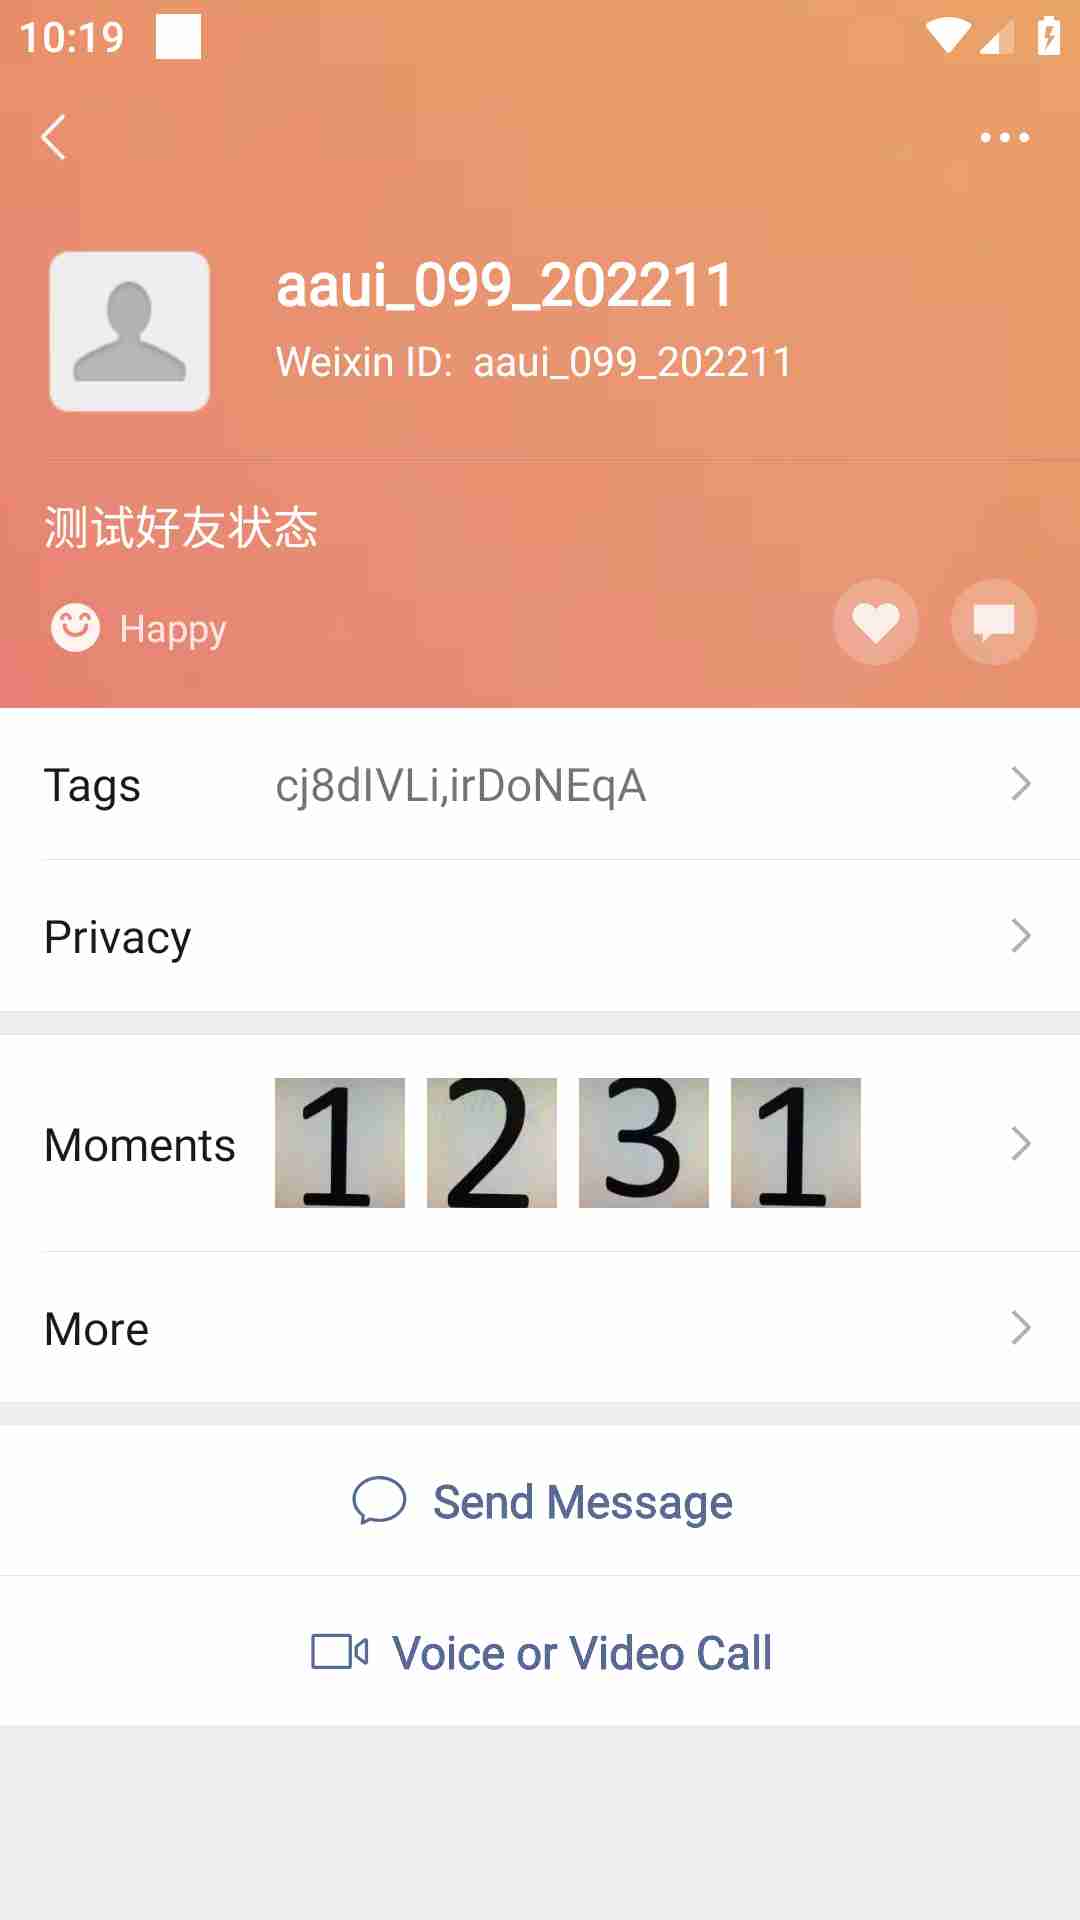 10:19
aaui_099_202211
Weixin ID: aaui_099_202211
测试好友状态
Happy
Tags cj8dIVLi,irDoNEqA
Privacy
Moments 1 2 3 1
More
Send Message
Voice or Video Call